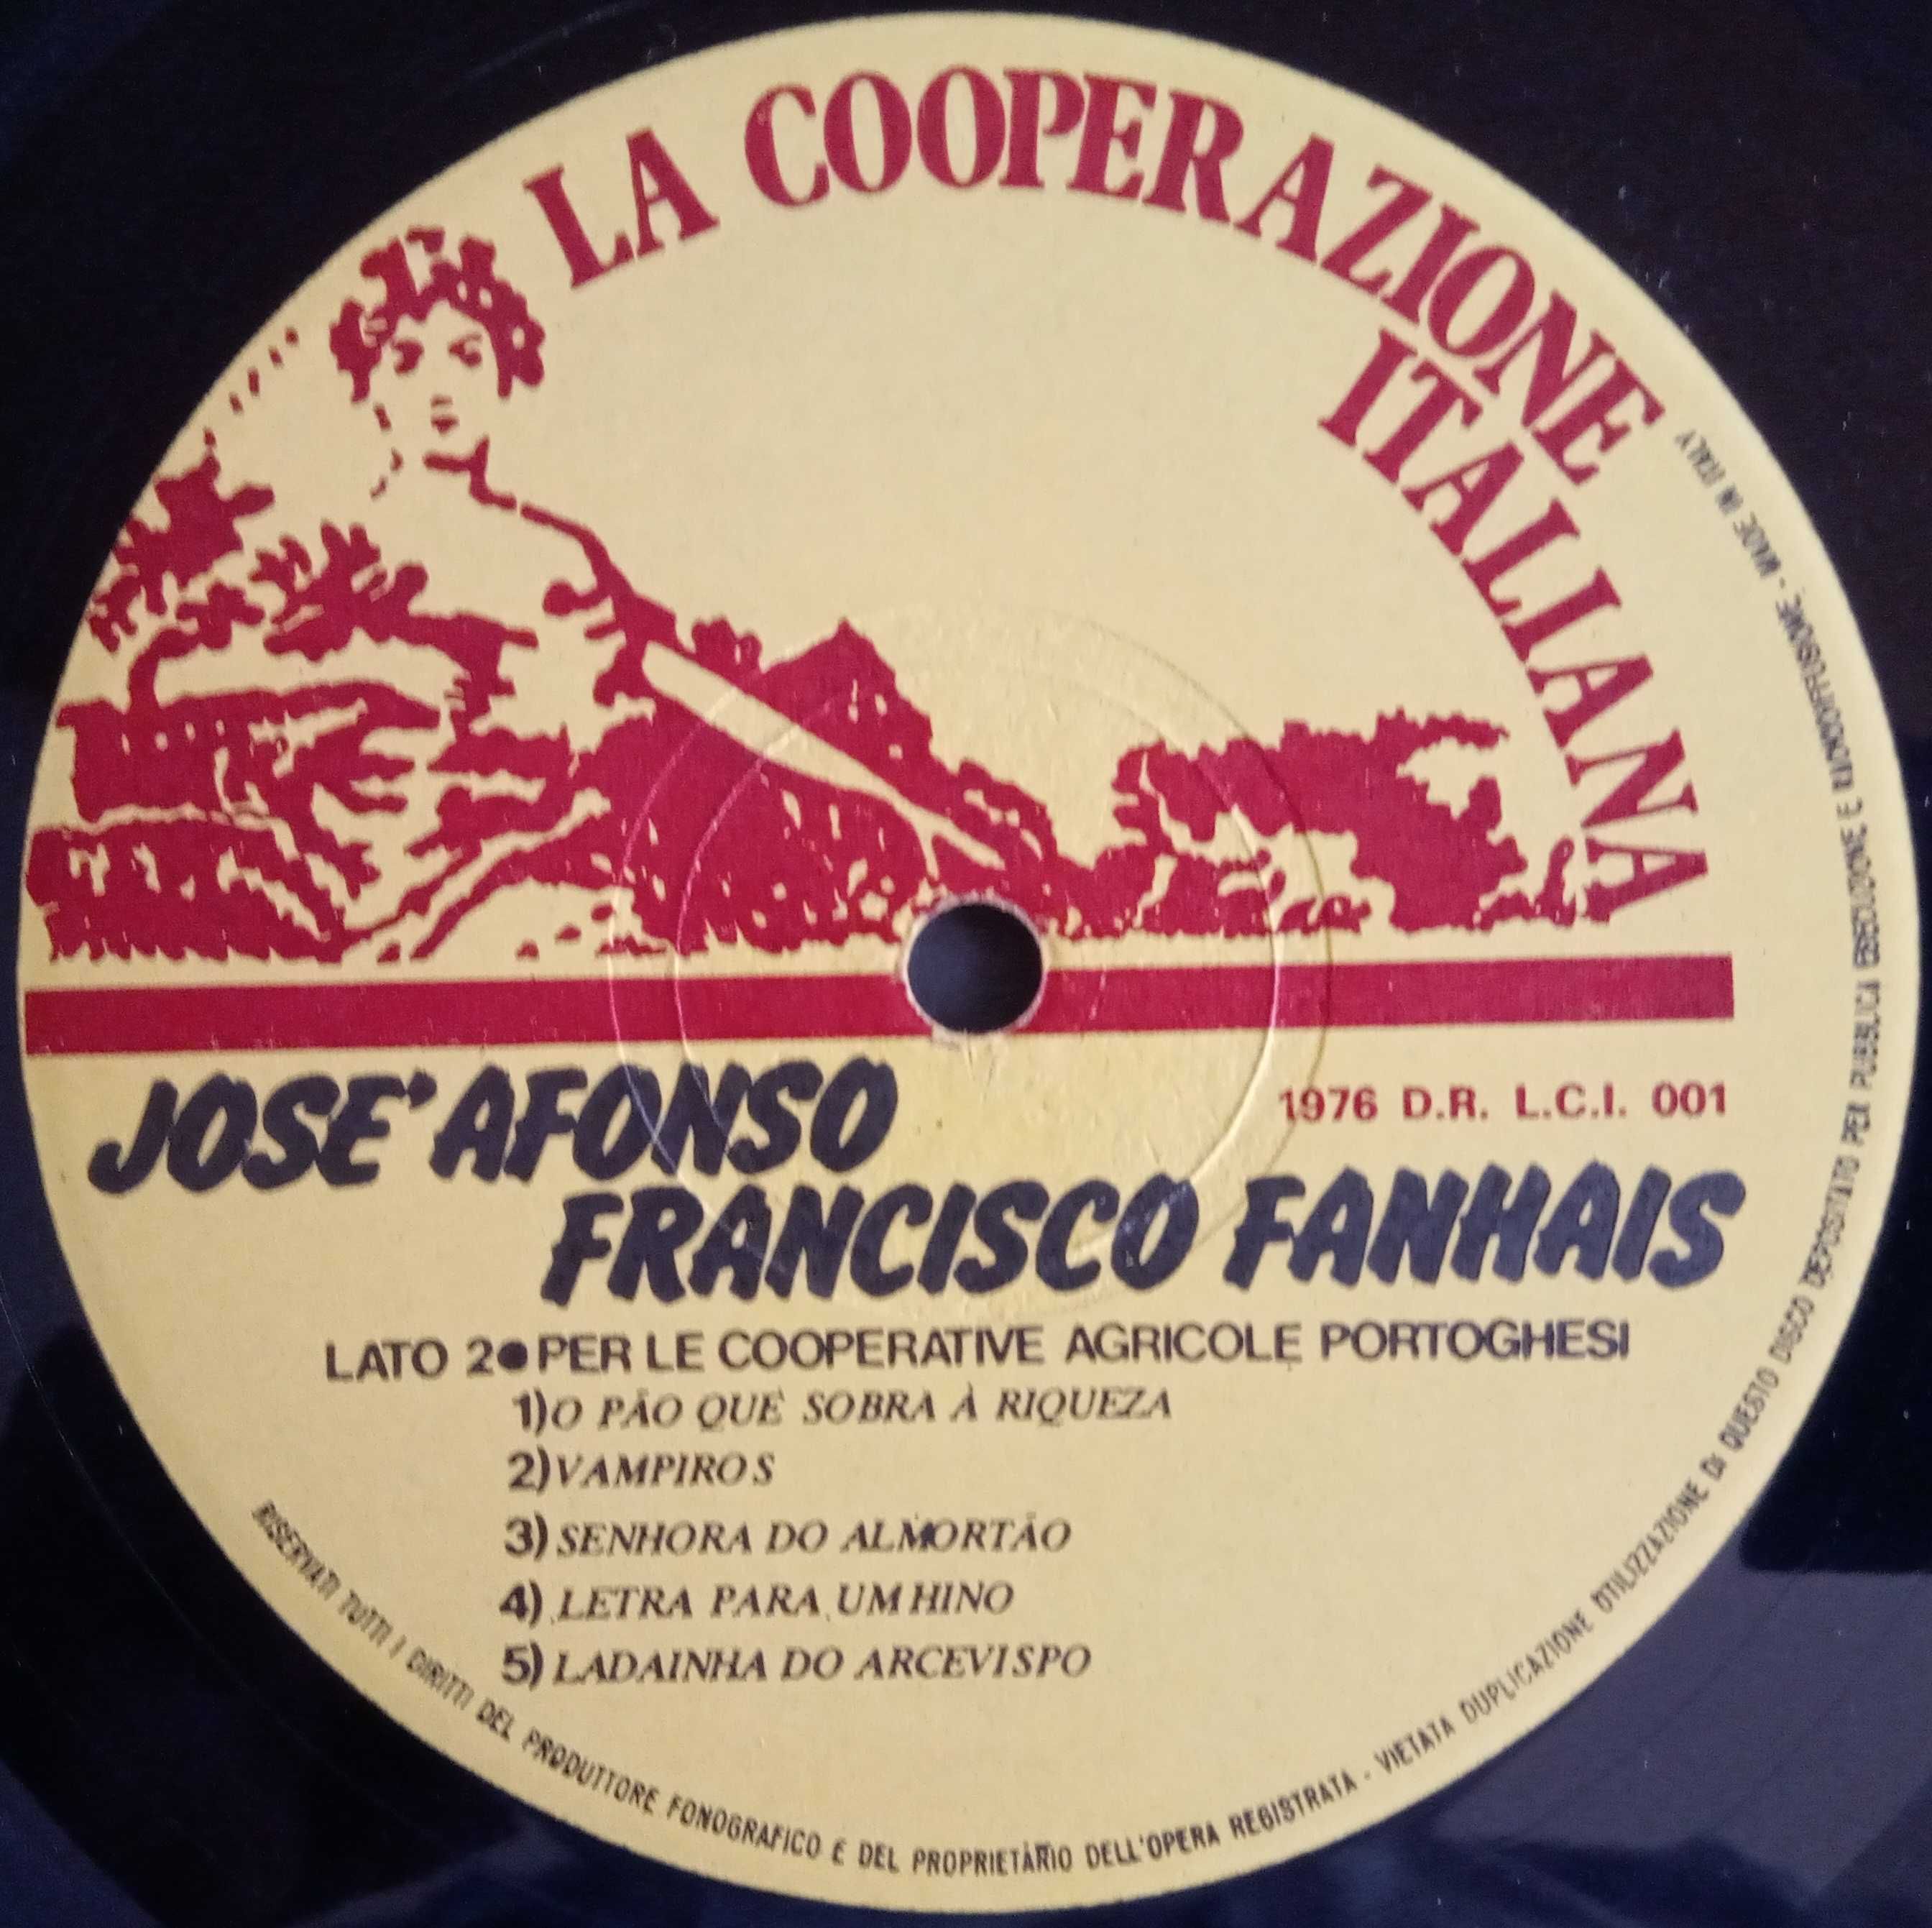 LA COOPERAZIONE
ITALIANA
JOSE' AFONSO
1976 D.R. L.C.I. 001
FRANCISCO FANHAIS
LATO 2●PER LE COOPERATIVE AGRICOLE PORTOGHESI
1)O PÃO QUE SOBRA À RIQUEZA
2)VAMPIROS
3) SENHORA DO ALMORTÃO
4) LETRA PARA UM HINO
5) LADAINHA DO ARCEVISPO
RISERVATI TUTTI I DIRITTI DEL PRODUTTORE FONOGRAFICO E DEL PROPRIETARIO DELL'OPERA REGISTRATA - VIETATA DUPLICAZIONE UTILIZZAZIONE DI QUESTO DISCO DEPOSITATO PER PUBBLICA ESECUZIONE E RADIODIFFUSIONE. - MADE IN ITALY